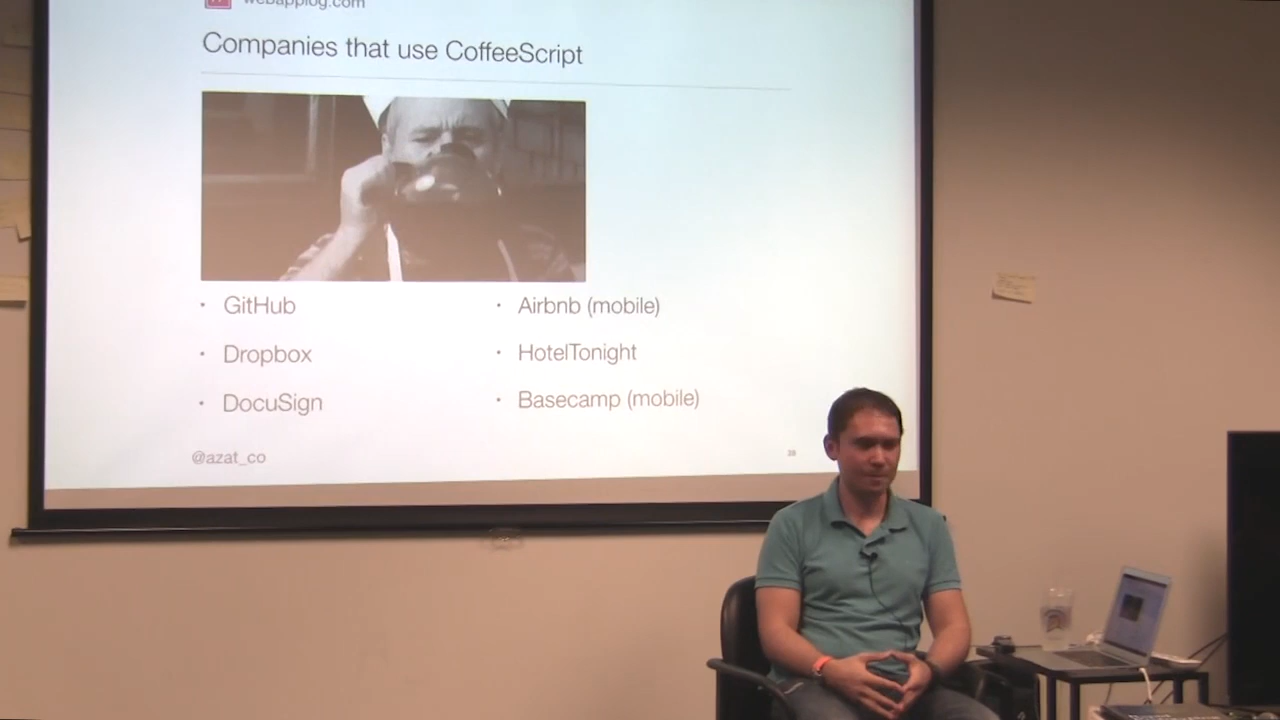 webapplog.com
Companies that use CoffeeScript
• GitHub
• Airbnb (mobile)
• Dropbox
• HotelTonight
• DocuSign
• Basecamp (mobile)
@azat_co